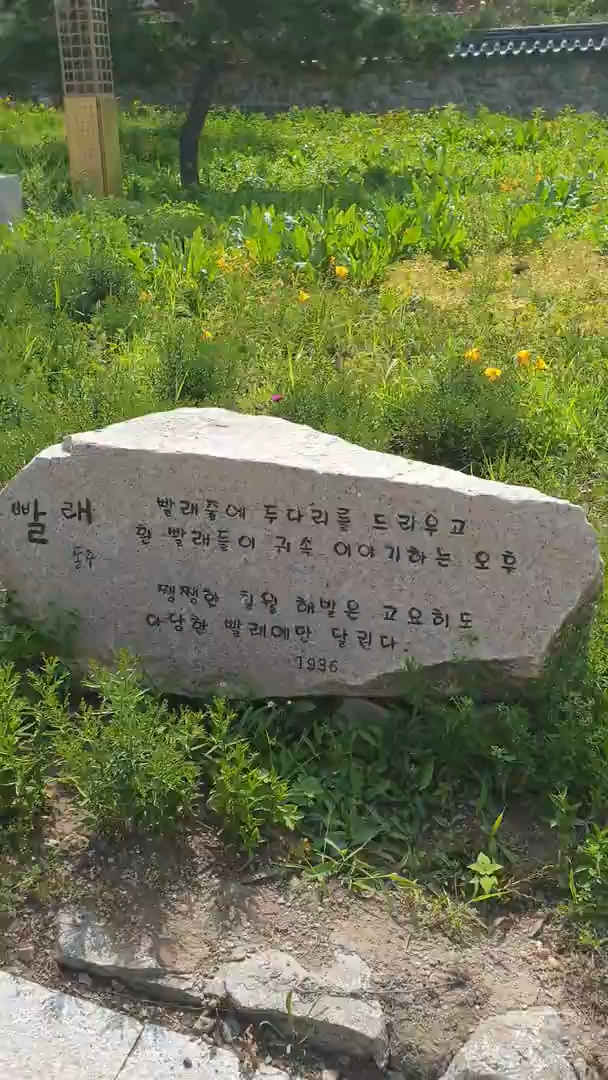 빨래
동주
빨래줄에 두다리를 드리우고
흰 빨래들이 귀속 이야기하는 오후
쨍쨍한 칠월 해발은 고요히도
아담한 빨래에만 달린다.
1936